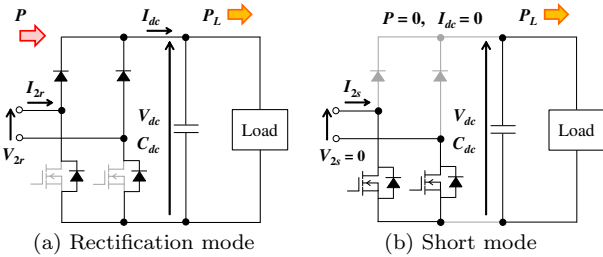 P I_dc P_L
I_2r
V_dc
Load
C_dc
V_2r
(a) Rectification mode
P = 0, I_dc = 0 P_L
I_2s
V_dc
Load
C_dc
V_2s = 0
(b) Short mode